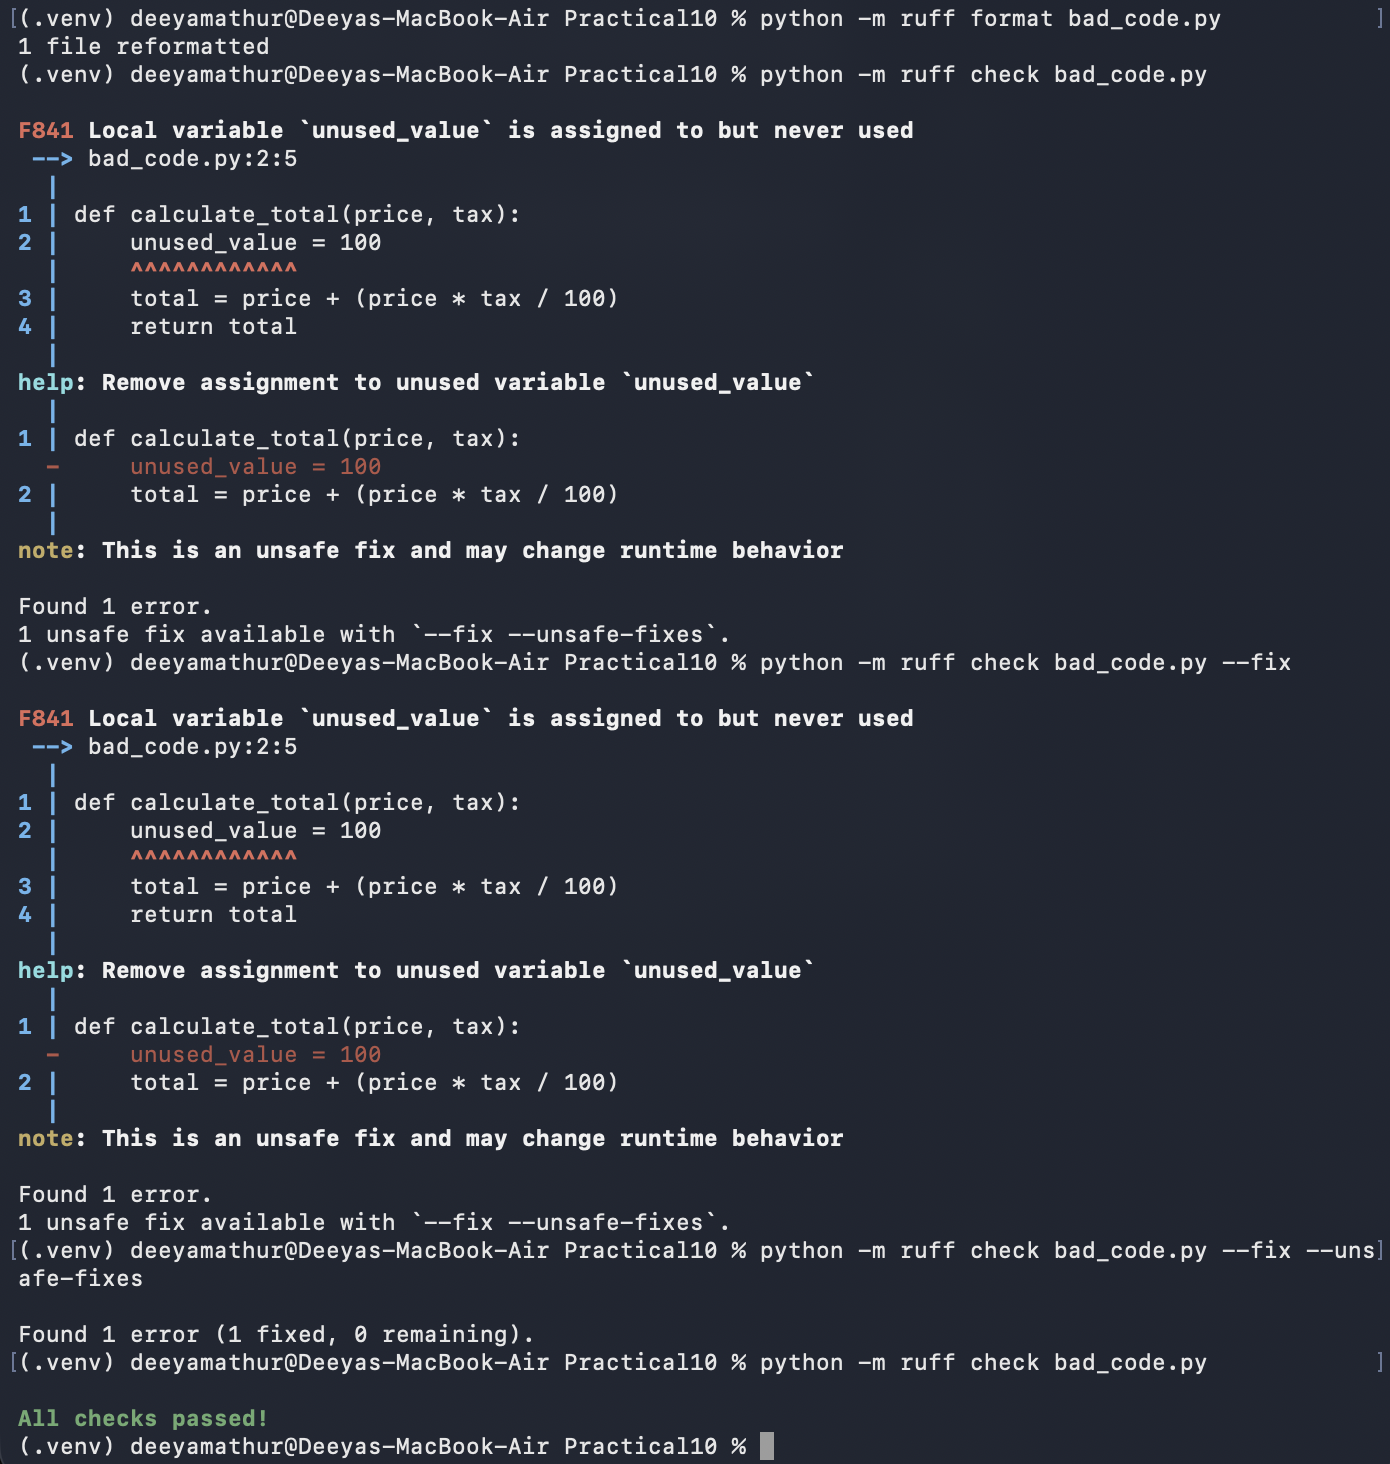 [(.venv) deeyamathur@Deeyas-MacBook-Air Practical10 % python -m ruff format bad_code.py ]
1 file reformatted
(.venv) deeyamathur@Deeyas-MacBook-Air Practical10 % python -m ruff check bad_code.py
F841 Local variable `unused_value` is assigned to but never used
--> bad_code.py:2:5
|
1 | def calculate_total(price, tax):
2 |     unused_value = 100
|     ^^^^^^^^^^^^
3 |     total = price + (price * tax / 100)
4 |     return total
|
help: Remove assignment to unused variable `unused_value`
|
1 | def calculate_total(price, tax):
-     unused_value = 100
2 |     total = price + (price * tax / 100)
|
note: This is an unsafe fix and may change runtime behavior
Found 1 error.
1 unsafe fix available with `--fix --unsafe-fixes`.
(.venv) deeyamathur@Deeyas-MacBook-Air Practical10 % python -m ruff check bad_code.py --fix
F841 Local variable `unused_value` is assigned to but never used
--> bad_code.py:2:5
|
1 | def calculate_total(price, tax):
2 |     unused_value = 100
|     ^^^^^^^^^^^^
3 |     total = price + (price * tax / 100)
4 |     return total
|
help: Remove assignment to unused variable `unused_value`
|
1 | def calculate_total(price, tax):
-     unused_value = 100
2 |     total = price + (price * tax / 100)
|
note: This is an unsafe fix and may change runtime behavior
Found 1 error.
1 unsafe fix available with `--fix --unsafe-fixes`.
[(.venv) deeyamathur@Deeyas-MacBook-Air Practical10 % python -m ruff check bad_code.py --fix --uns]
afe-fixes
Found 1 error (1 fixed, 0 remaining).
[(.venv) deeyamathur@Deeyas-MacBook-Air Practical10 % python -m ruff check bad_code.py ]
All checks passed!
(.venv) deeyamathur@Deeyas-MacBook-Air Practical10 %